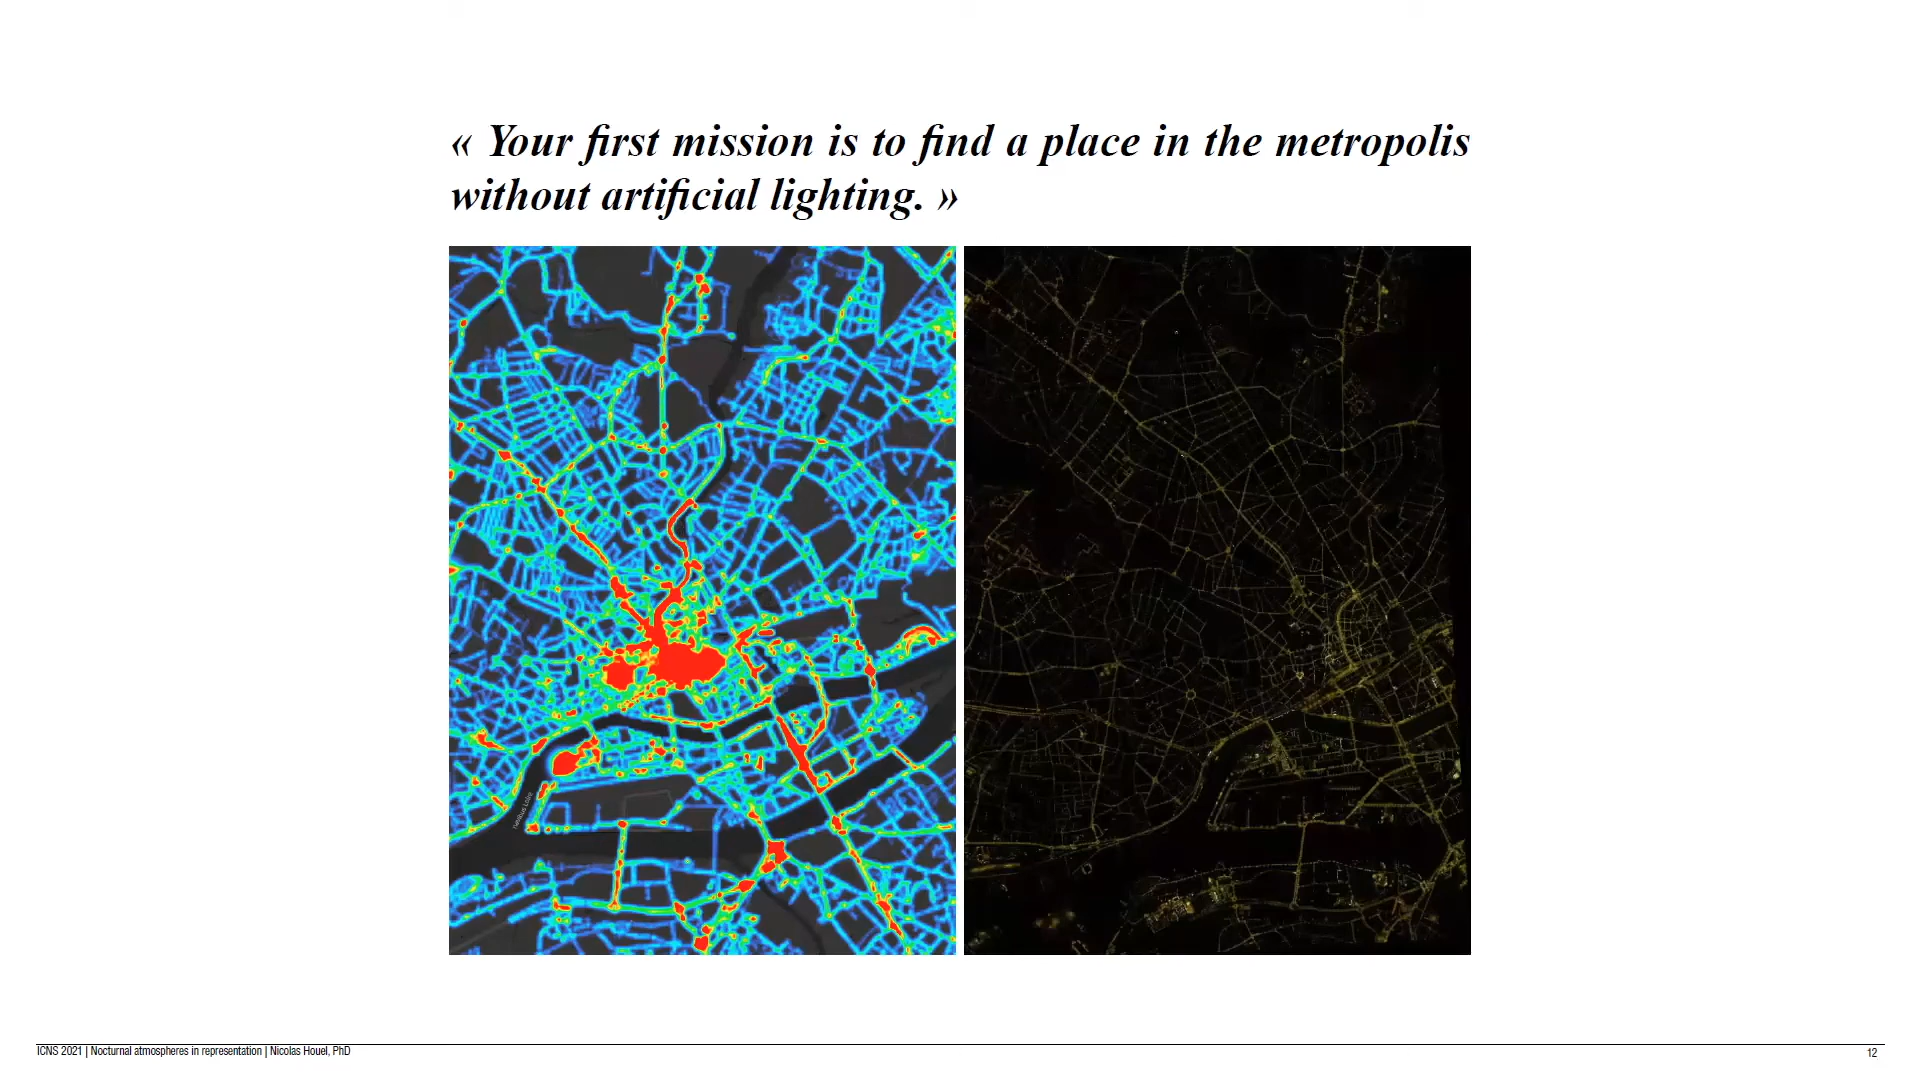 « Your first mission is to find a place in the metropolis
without artificial lighting. »
ICNS 2021 | Nocturnal atmospheres in representation | Nicolas Houel, PhD
12